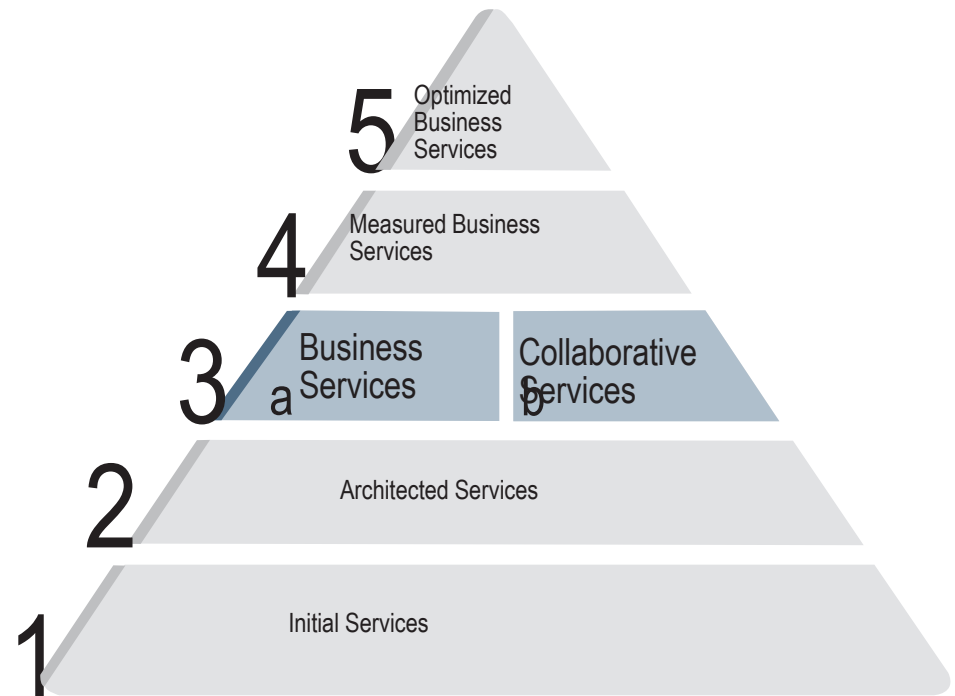 5
Optimized
Business
Services
4
Measured Business
Services
3
a
Business
Services
b
Collaborative
Services
2
Architected Services
1
Initial Services